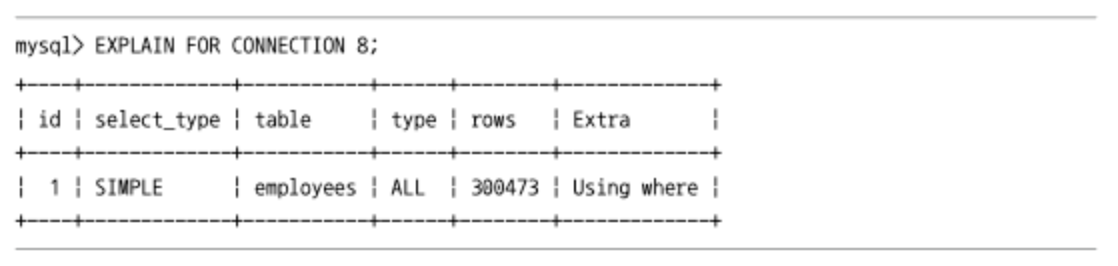 mysql> EXPLAIN FOR CONNECTION 8;
+----+-------------+-----------+------+--------+-------------+
| id | select_type | table     | type | rows   | Extra       |
+----+-------------+-----------+------+--------+-------------+
|  1 | SIMPLE      | employees | ALL  | 300473 | Using where |
+----+-------------+-----------+------+--------+-------------+